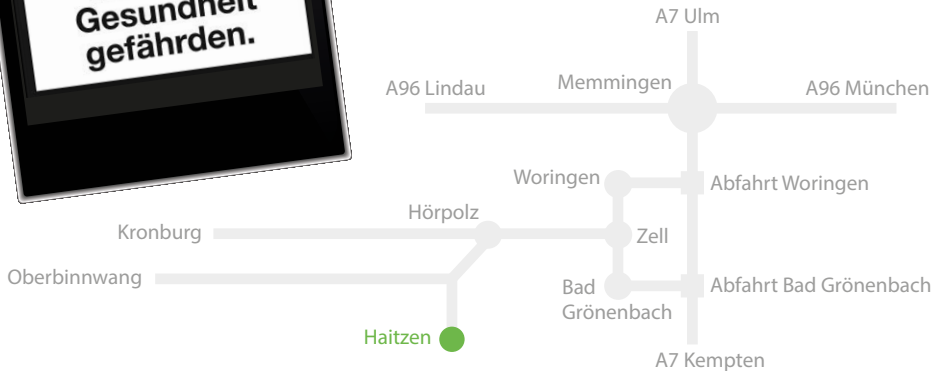 Gesundheit
gefährden.
A7 Ulm
A96 Lindau
Memmingen
A96 München
Woringen
Abfahrt Woringen
Hörpolz
Kronburg
Zell
Oberbinnwang
Bad
Grönenbach
Abfahrt Bad Grönenbach
Haitzen
A7 Kempten